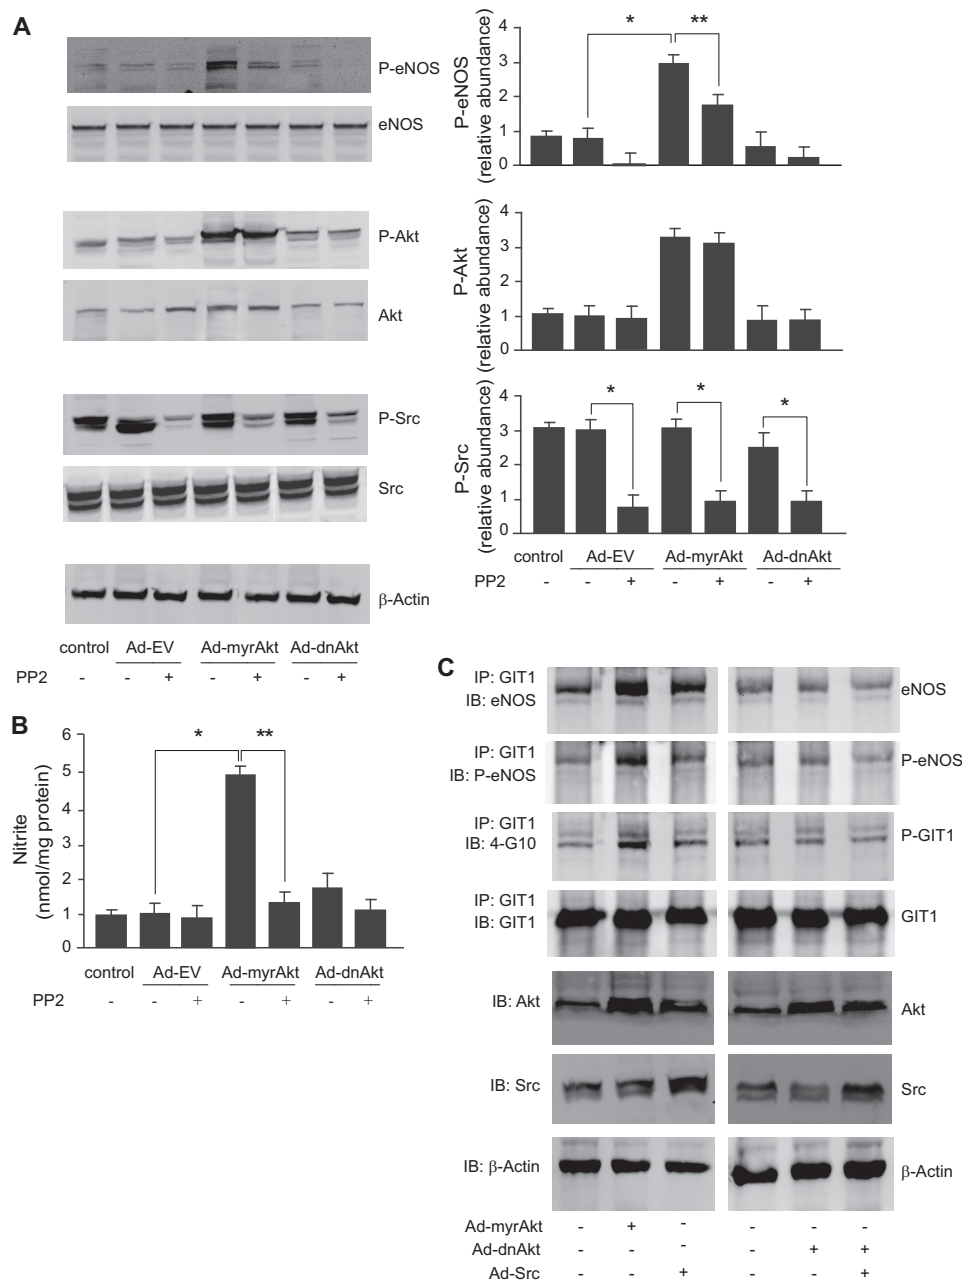 A
P-eNOS
eNOS
P-Akt
Akt
P-Src
Src
β-Actin
control Ad-EV Ad-myrAkt Ad-dnAkt
PP2 - - + - + - +
P-eNOS
(relative abundance)
4
3
2
1
0
* **
P-Akt
(relative abundance)
4
3
2
1
0
P-Src
(relative abundance)
4
3
2
1
0
* * *
control Ad-EV Ad-myrAkt Ad-dnAkt
PP2 - - + - + - +
B
Nitrite
(nmol/mg protein)
6
5
4
3
2
1
0
* **
control Ad-EV Ad-myrAkt Ad-dnAkt
PP2 - - + - + - +
C
IP: GIT1
IB: eNOS
eNOS
IP: GIT1
IB: P-eNOS
P-eNOS
IP: GIT1
IB: 4-G10
P-GIT1
IP: GIT1
IB: GIT1
GIT1
IB: Akt
Akt
IB: Src
Src
IB: β-Actin
β-Actin
Ad-myrAkt - + - - - -
Ad-dnAkt - - - - + +
Ad-Src - - + - - +